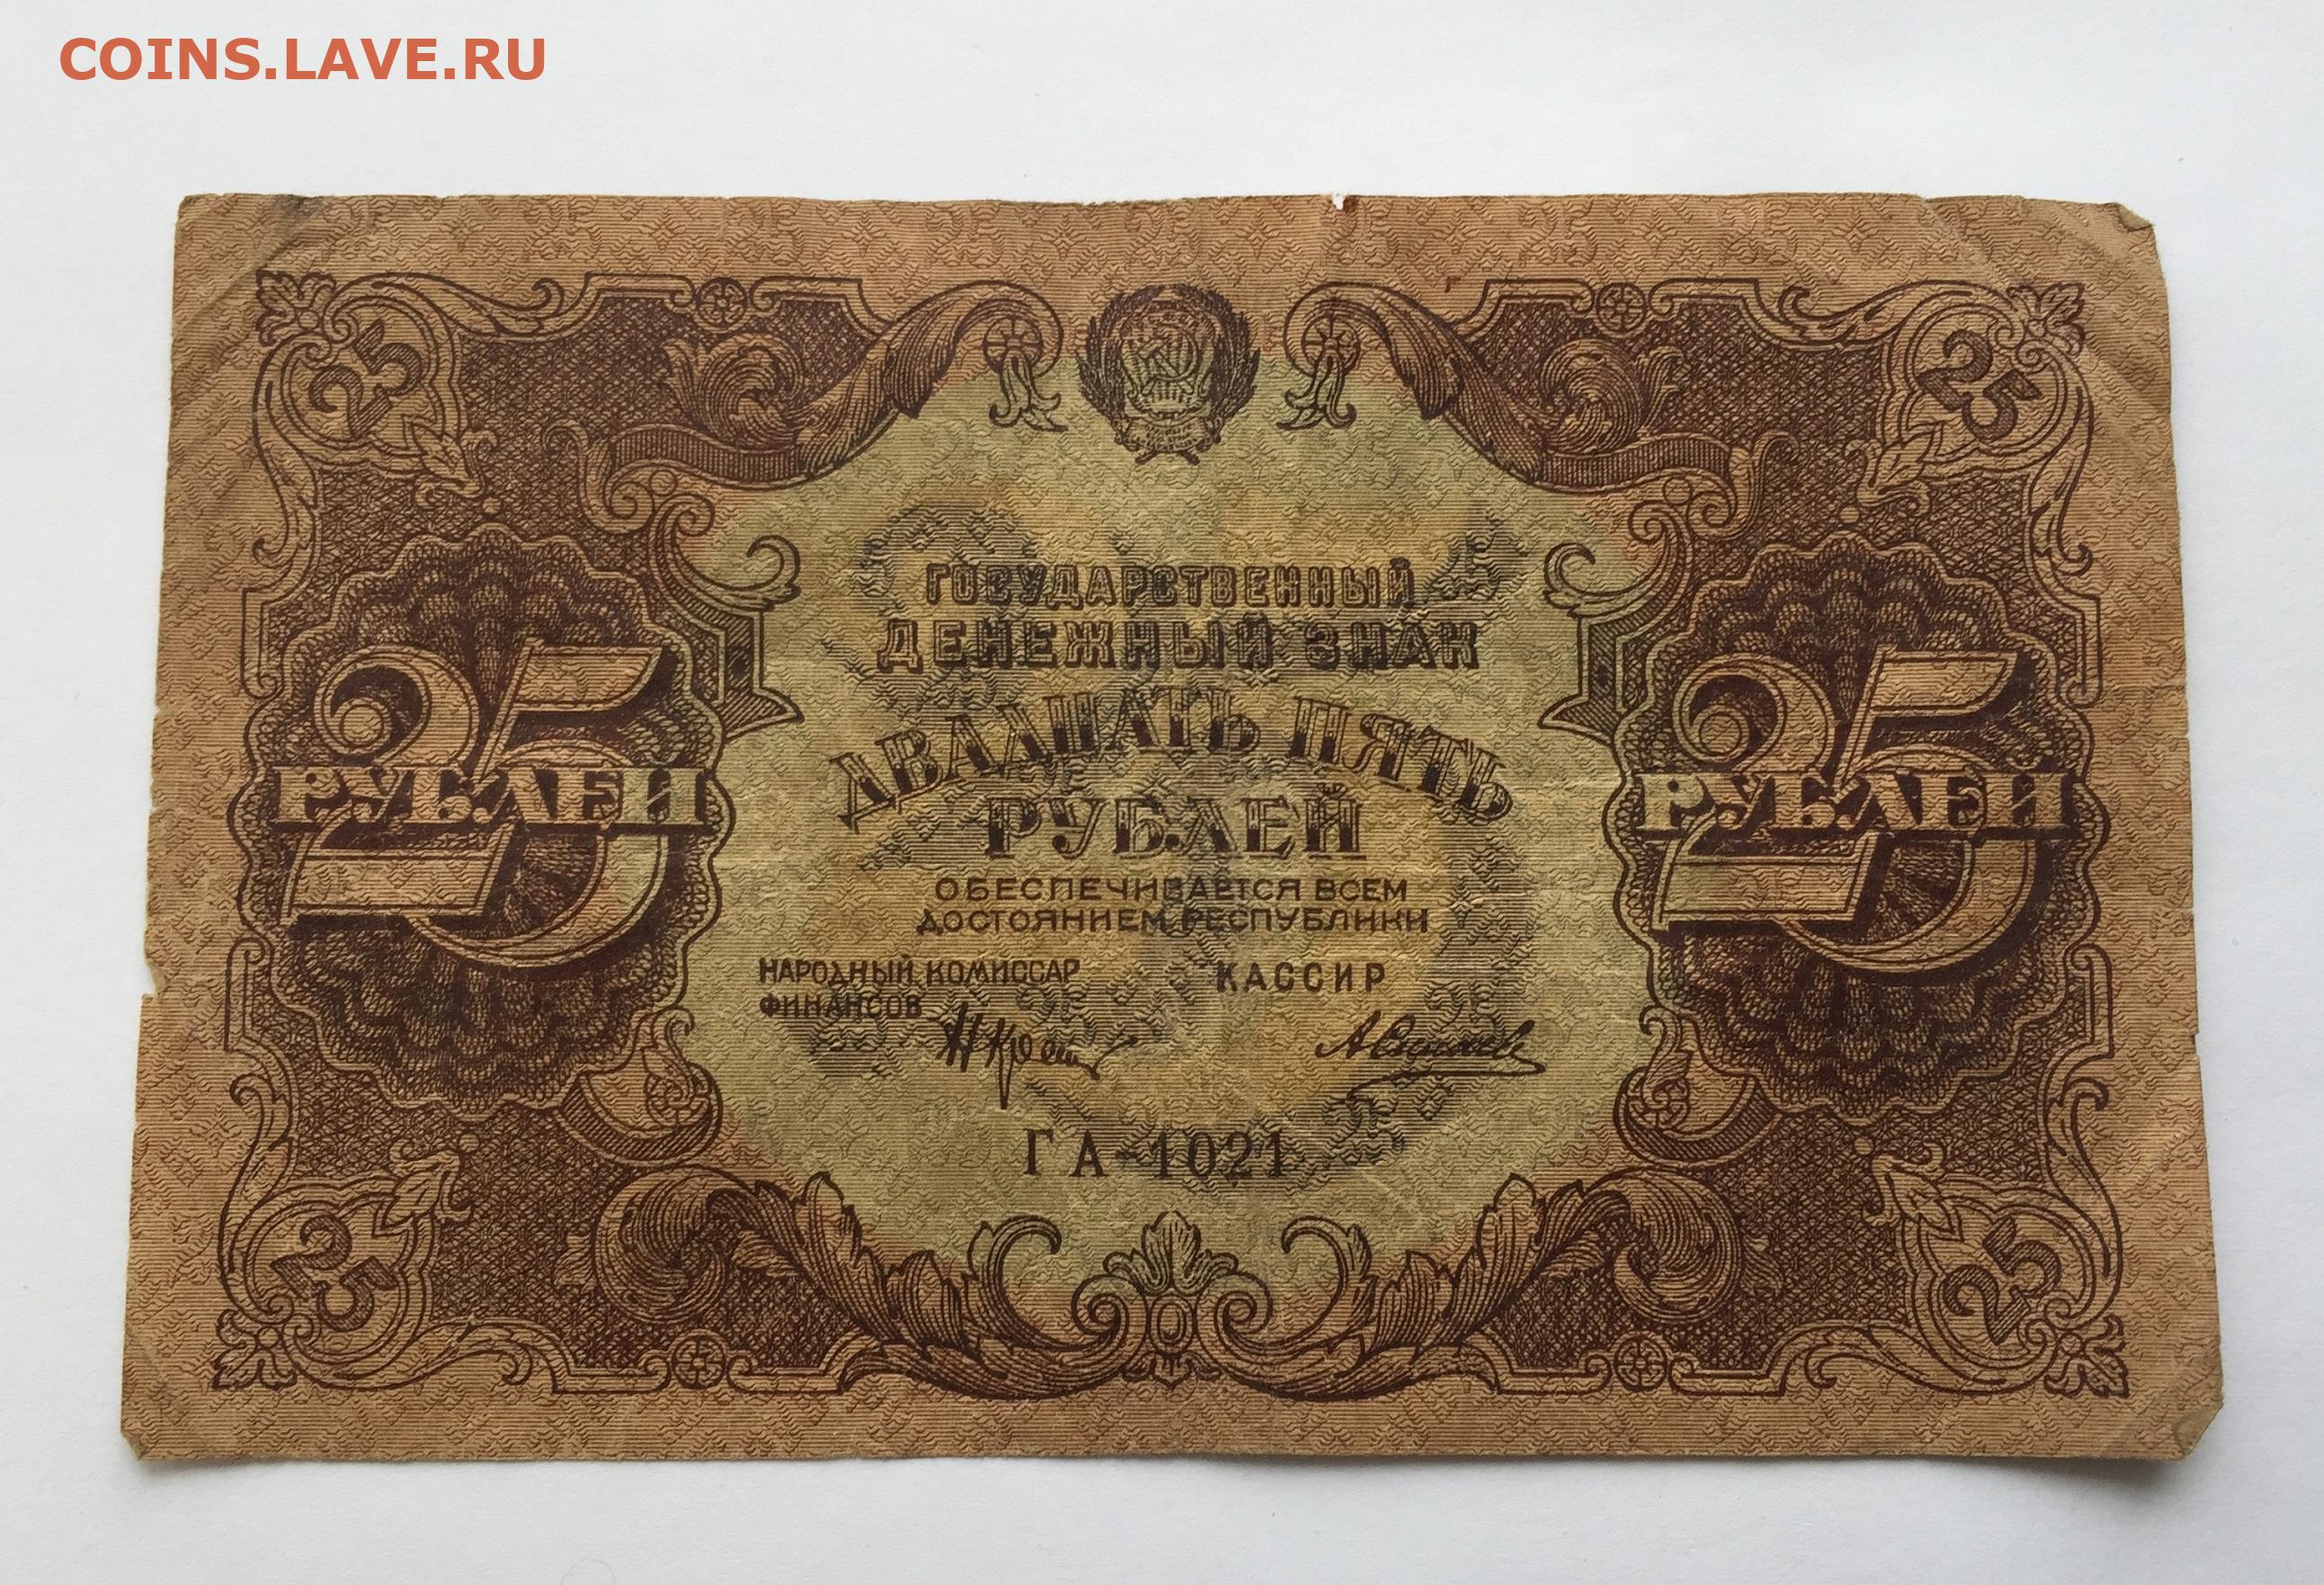 COINS.LAVE.RU
25
25
ГОСУДАРСТВЕННЫЙ
ДЕНЕЖНЫЙ ЗНАК
ДВАДЦАТЬ ПЯТЬ
РУБЛЕЙ
25
РУБЛЕЙ
25
РУБЛЕЙ
ОБЕСПЕЧИВАЕТСЯ ВСЕМ
ДОСТОЯНИЕМ РЕСПУБЛИКИ
НАРОДНЫЙ КОМИССАР
ФИНАНСОВ
КАССИР
ГА-1021
25
25